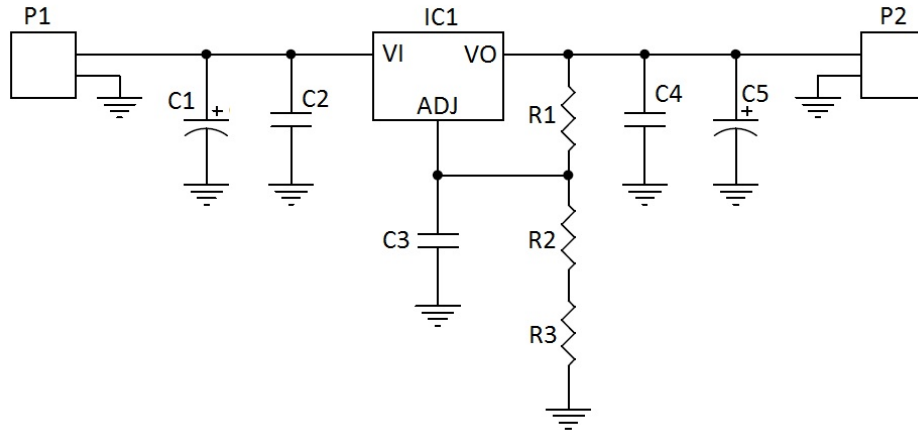 P1
IC1
P2
VI
VO
ADJ
C1
+
C2
R1
C4
C5
+
C3
R2
R3